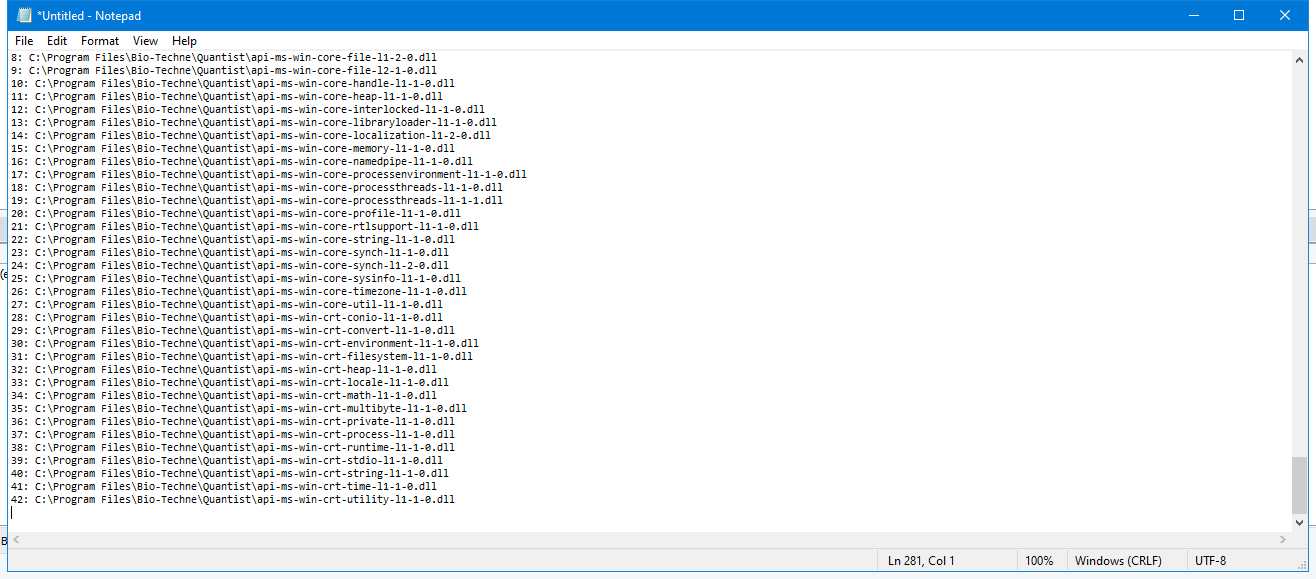 *Untitled - Notepad
File Edit Format View Help
8: C:\Program Files\Bio-Techne\Quantist\api-ms-win-core-file-l1-2-0.dll
9: C:\Program Files\Bio-Techne\Quantist\api-ms-win-core-file-l2-1-0.dll
10: C:\Program Files\Bio-Techne\Quantist\api-ms-win-core-handle-l1-1-0.dll
11: C:\Program Files\Bio-Techne\Quantist\api-ms-win-core-heap-l1-1-0.dll
12: C:\Program Files\Bio-Techne\Quantist\api-ms-win-core-interlocked-l1-1-0.dll
13: C:\Program Files\Bio-Techne\Quantist\api-ms-win-core-libraryloader-l1-1-0.dll
14: C:\Program Files\Bio-Techne\Quantist\api-ms-win-core-localization-l1-2-0.dll
15: C:\Program Files\Bio-Techne\Quantist\api-ms-win-core-memory-l1-1-0.dll
16: C:\Program Files\Bio-Techne\Quantist\api-ms-win-core-namedpipe-l1-1-0.dll
17: C:\Program Files\Bio-Techne\Quantist\api-ms-win-core-processenvironment-l1-1-0.dll
18: C:\Program Files\Bio-Techne\Quantist\api-ms-win-core-processthreads-l1-1-0.dll
19: C:\Program Files\Bio-Techne\Quantist\api-ms-win-core-processthreads-l1-1-1.dll
20: C:\Program Files\Bio-Techne\Quantist\api-ms-win-core-profile-l1-1-0.dll
21: C:\Program Files\Bio-Techne\Quantist\api-ms-win-core-rtlsupport-l1-1-0.dll
22: C:\Program Files\Bio-Techne\Quantist\api-ms-win-core-string-l1-1-0.dll
23: C:\Program Files\Bio-Techne\Quantist\api-ms-win-core-synch-l1-1-0.dll
24: C:\Program Files\Bio-Techne\Quantist\api-ms-win-core-synch-l1-2-0.dll
25: C:\Program Files\Bio-Techne\Quantist\api-ms-win-core-sysinfo-l1-1-0.dll
26: C:\Program Files\Bio-Techne\Quantist\api-ms-win-core-timezone-l1-1-0.dll
27: C:\Program Files\Bio-Techne\Quantist\api-ms-win-core-util-l1-1-0.dll
28: C:\Program Files\Bio-Techne\Quantist\api-ms-win-crt-conio-l1-1-0.dll
29: C:\Program Files\Bio-Techne\Quantist\api-ms-win-crt-convert-l1-1-0.dll
30: C:\Program Files\Bio-Techne\Quantist\api-ms-win-crt-environment-l1-1-0.dll
31: C:\Program Files\Bio-Techne\Quantist\api-ms-win-crt-filesystem-l1-1-0.dll
32: C:\Program Files\Bio-Techne\Quantist\api-ms-win-crt-heap-l1-1-0.dll
33: C:\Program Files\Bio-Techne\Quantist\api-ms-win-crt-locale-l1-1-0.dll
34: C:\Program Files\Bio-Techne\Quantist\api-ms-win-crt-math-l1-1-0.dll
35: C:\Program Files\Bio-Techne\Quantist\api-ms-win-crt-multibyte-l1-1-0.dll
36: C:\Program Files\Bio-Techne\Quantist\api-ms-win-crt-private-l1-1-0.dll
37: C:\Program Files\Bio-Techne\Quantist\api-ms-win-crt-process-l1-1-0.dll
38: C:\Program Files\Bio-Techne\Quantist\api-ms-win-crt-runtime-l1-1-0.dll
39: C:\Program Files\Bio-Techne\Quantist\api-ms-win-crt-stdio-l1-1-0.dll
40: C:\Program Files\Bio-Techne\Quantist\api-ms-win-crt-string-l1-1-0.dll
41: C:\Program Files\Bio-Techne\Quantist\api-ms-win-crt-time-l1-1-0.dll
42: C:\Program Files\Bio-Techne\Quantist\api-ms-win-crt-utility-l1-1-0.dll
Ln 281, Col 1 100% Windows (CRLF) UTF-8